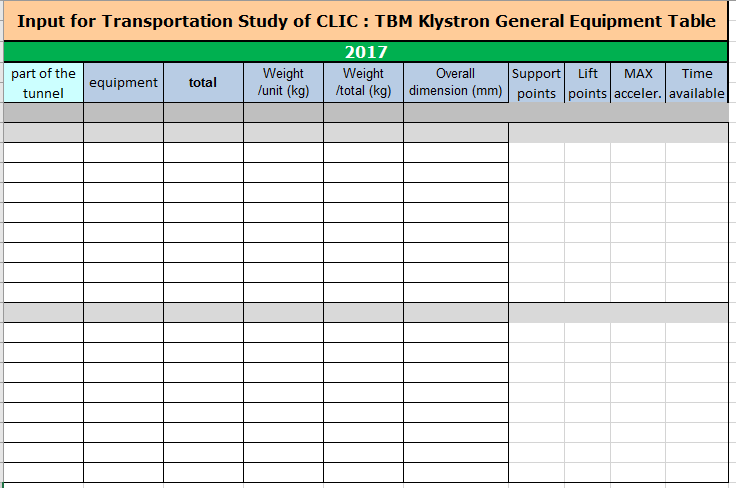 Input for Transportation Study of CLIC : TBM Klystron General Equipment Table
2017
part of the tunnel
equipment
total
Weight /unit (kg)
Weight /total (kg)
Overall dimension (mm)
Support points
Lift points
MAX acceler.
Time available